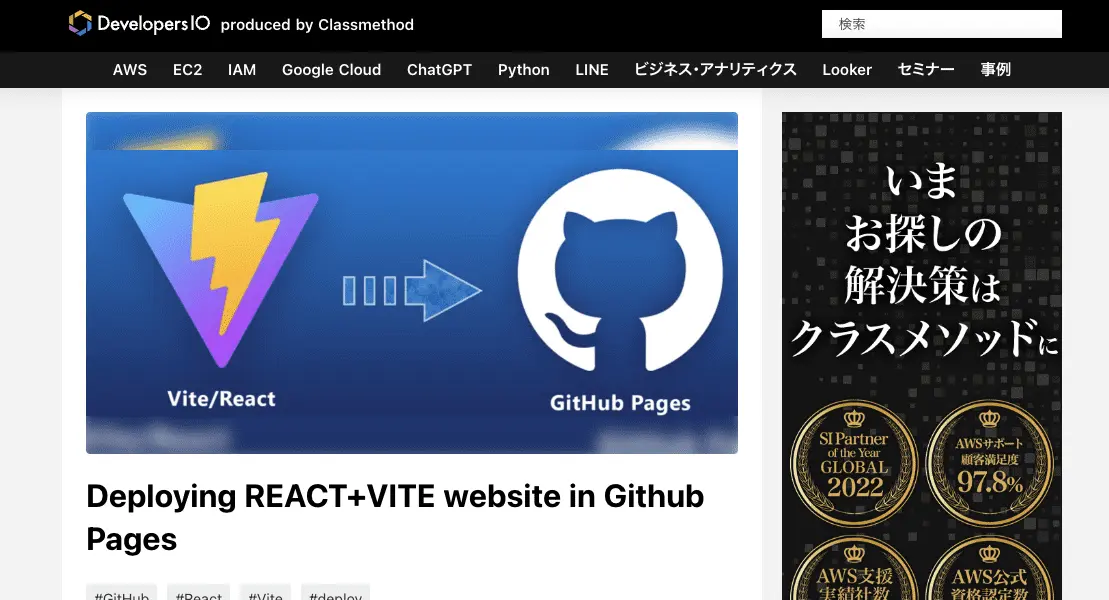 DevelopersIO produced by Classmethod
検索
AWS EC2 IAM Google Cloud ChatGPT Python LINE ビジネス・アナリティクス Looker セミナー 事例
Vite/React
GitHub Pages
Deploying REACT+VITE website in Github
Pages
#GitHub #React #Vite #deploy
いま
お探しの
解決策は
クラスメソッドに
SI Partner
of the Year
GLOBAL
2022
AWSサポート
顧客満足度
97.8%
AWS支援
実績社数
AWS公式
資格認定数